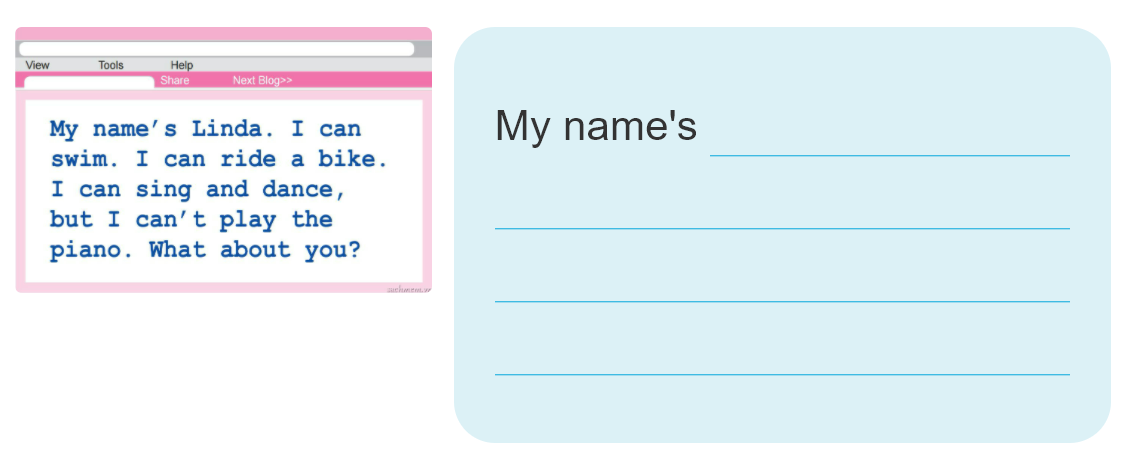 View Tools Help
Share Next Blog>>
My name's Linda. I can
swim. I can ride a bike.
I can sing and dance,
but I can't play the
piano. What about you?
My name's